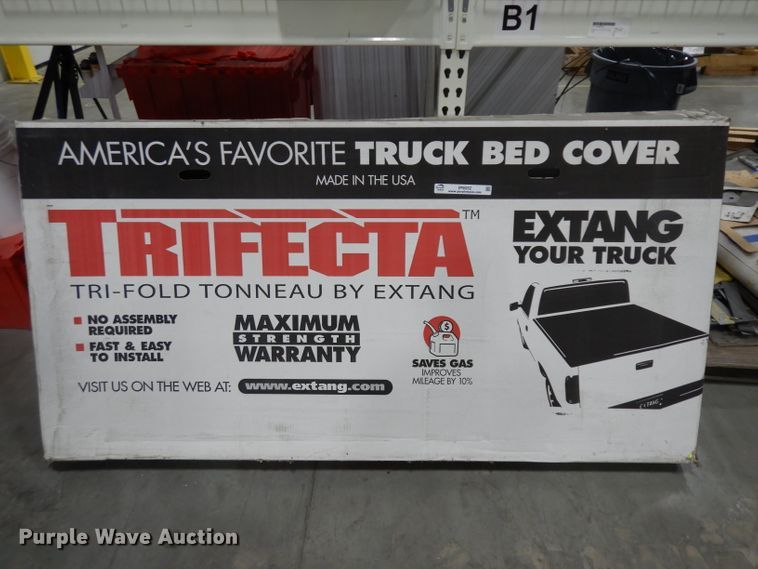 B1
AMERICA'S FAVORITE TRUCK BED COVER
MADE IN THE USA
TRIFECTA™
TRI-FOLD TONNEAU BY EXTANG
EXTANG
YOUR TRUCK
NO ASSEMBLY
REQUIRED
FAST & EASY
TO INSTALL
MAXIMUM
STRENGTH
WARRANTY
$
SAVES GAS
IMPROVES
MILEAGE BY 10%
VISIT US ON THE WEB AT: www.extang.com
EXTANG
Purple Wave Auction